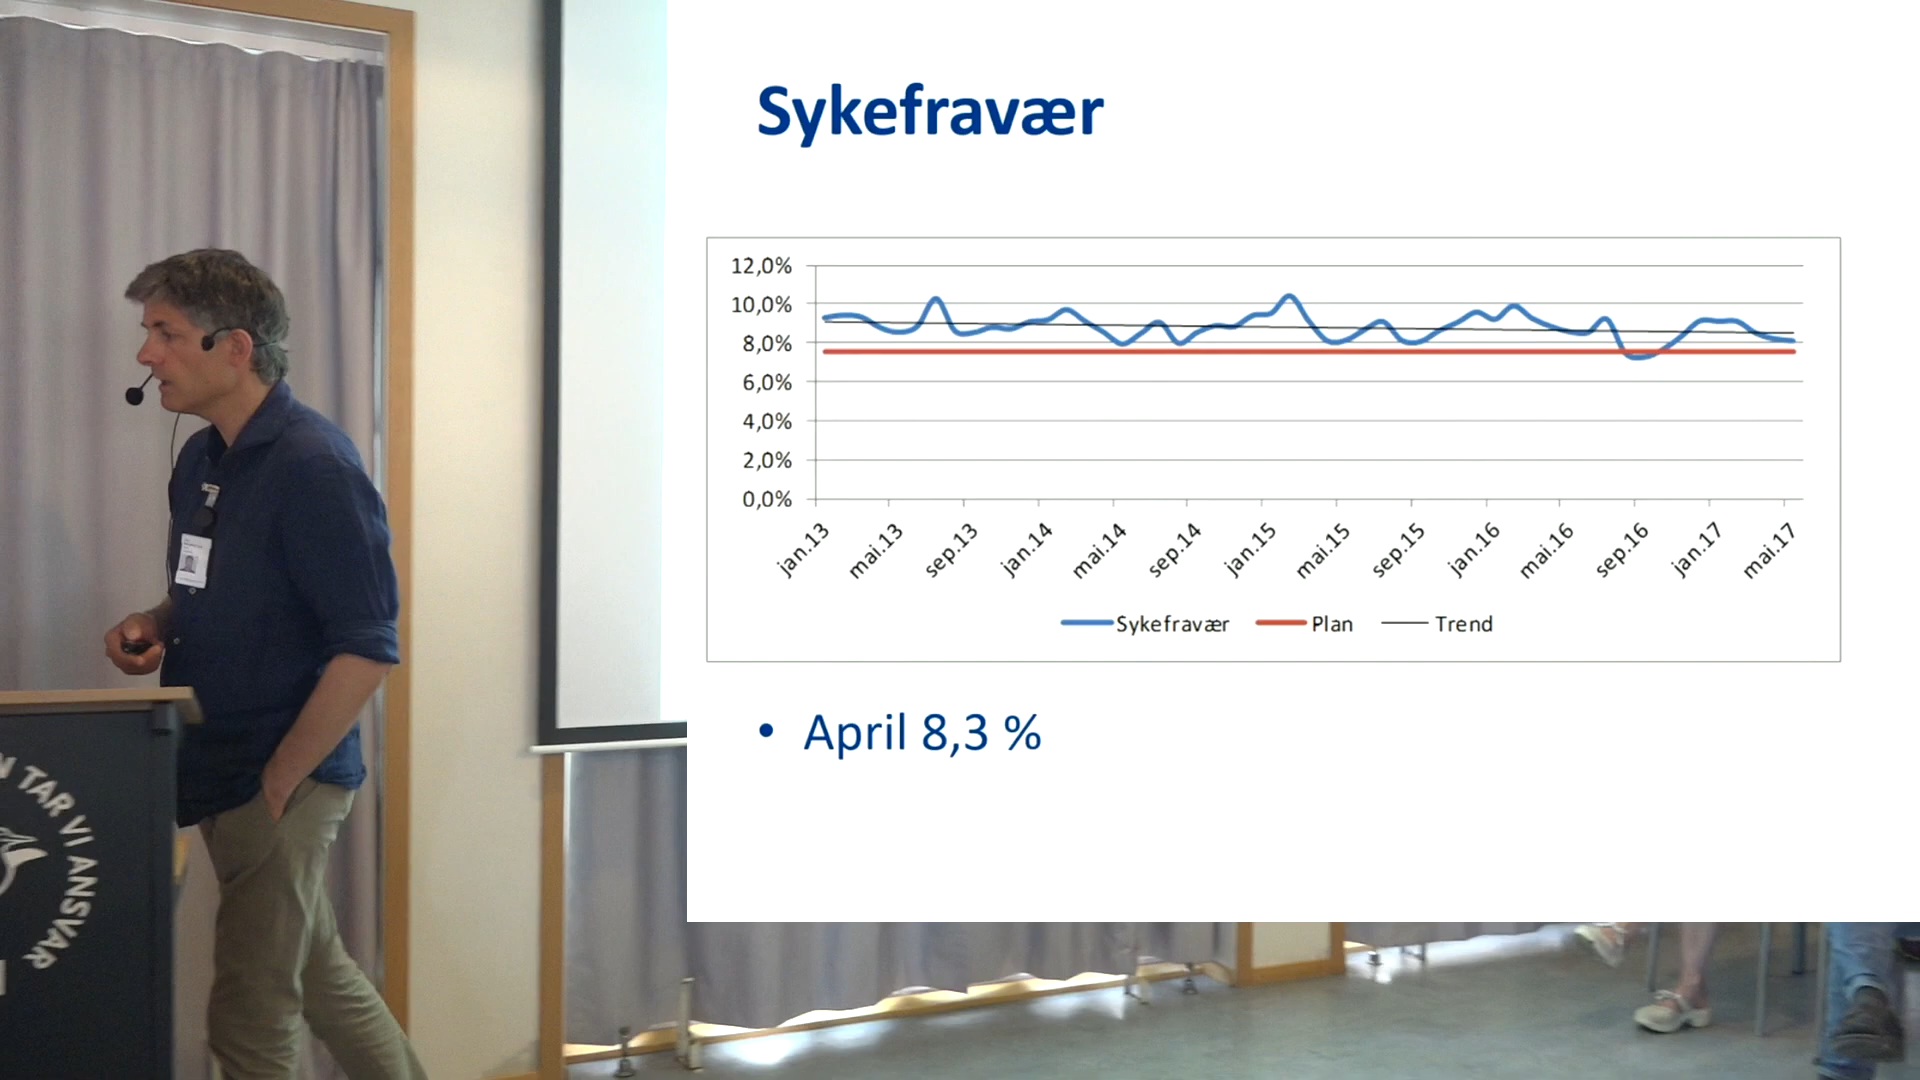 Sykefravær
12,0%
10,0%
8,0%
6,0%
4,0%
2,0%
0,0%
jan.13 mai.13 sep.13 jan.14 mai.14 sep.14 jan.15 mai.15 sep.15 jan.16 mai.16 sep.16 jan.17 mai.17
Sykefravær Plan Trend
• April 8,3 %
TAR VI ANSVAR